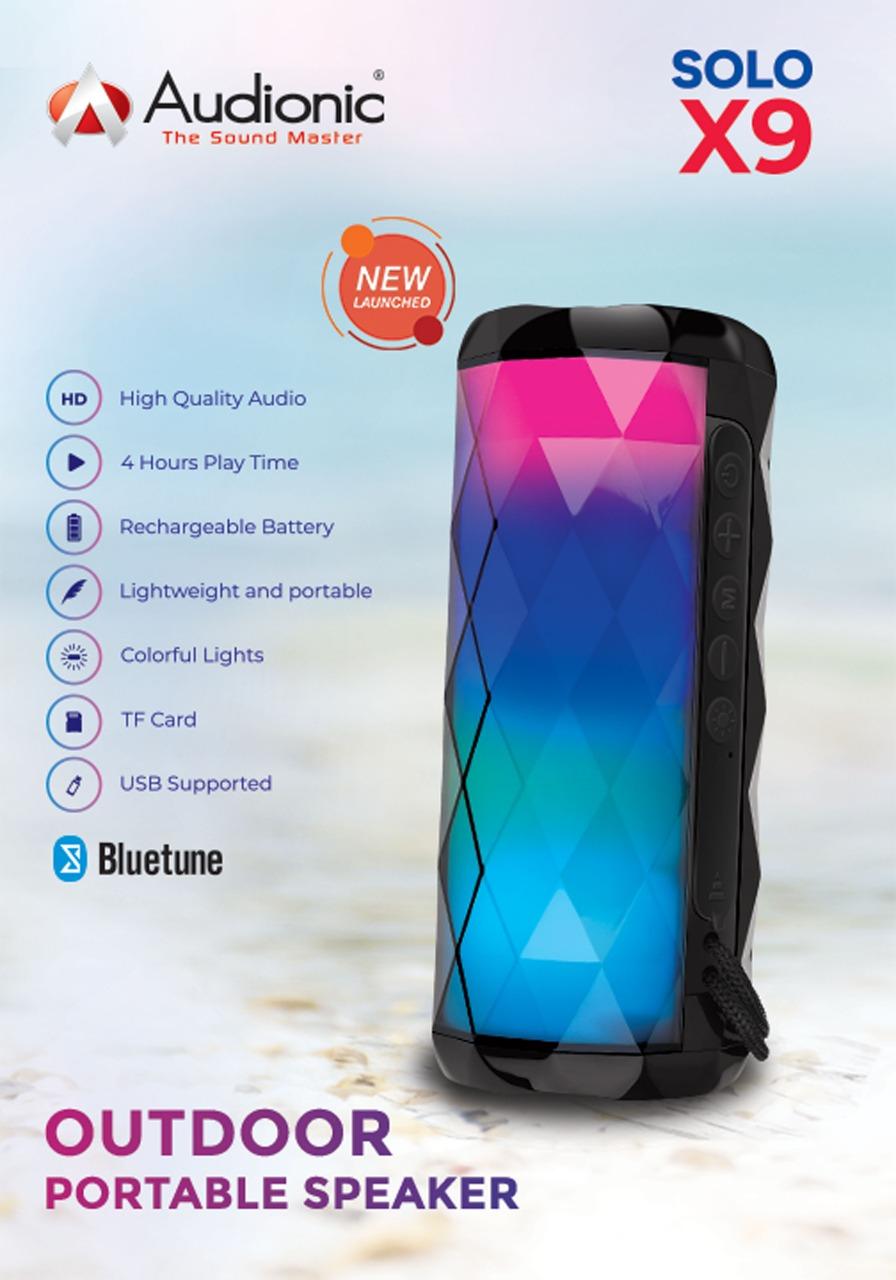 Audionic®
The Sound Master
SOLO
X9
NEW
LAUNCHED
HD
High Quality Audio
4 Hours Play Time
Rechargeable Battery
Lightweight and portable
Colorful Lights
TF Card
USB Supported
Bluetune
M
OUTDOOR
PORTABLE SPEAKER